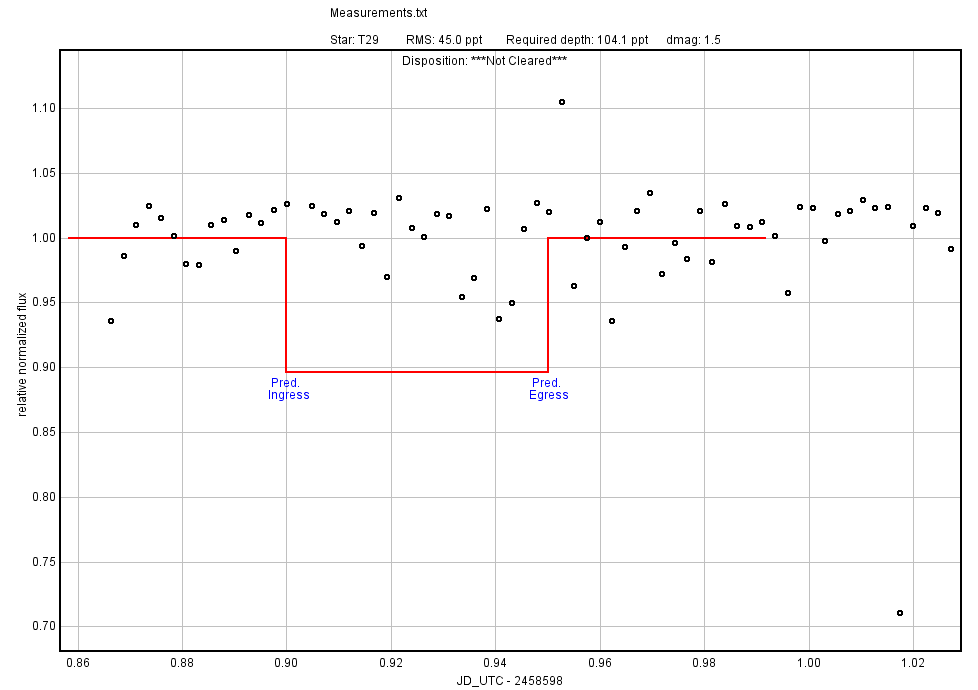 Measurements.txt
Star: T29 RMS: 45.0 ppt Required depth: 104.1 ppt dmag: 1.5
Disposition: ***Not Cleared***
relative normalized flux
1.10
1.05
1.00
0.95
0.90
0.85
0.80
0.75
0.70
Pred.
Ingress
Pred.
Egress
0.86 0.88 0.90 0.92 0.94 0.96 0.98 1.00 1.02
JD_UTC - 2458598